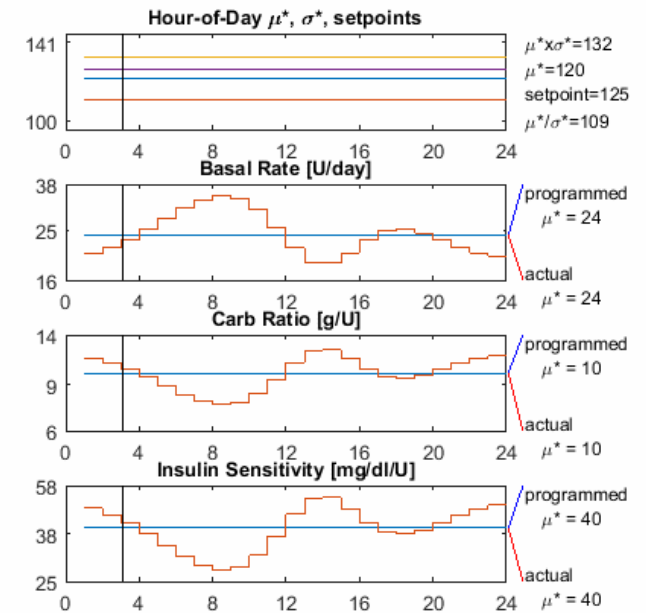 Hour-of-Day μ*, σ*, setpoints
141
100
μ*xσ*=132
μ*=120
setpoint=125
μ*/σ*=109
0 4 8 12 16 20 24
Basal Rate [U/day]
38
25
16
programmed
μ* = 24
actual
μ* = 24
0 4 8 12 16 20 24
Carb Ratio [g/U]
14
9
6
programmed
μ* = 10
actual
μ* = 10
0 4 8 12 16 20 24
Insulin Sensitivity [mg/dl/U]
58
38
25
programmed
μ* = 40
actual
μ* = 40
0 4 8 12 16 20 24